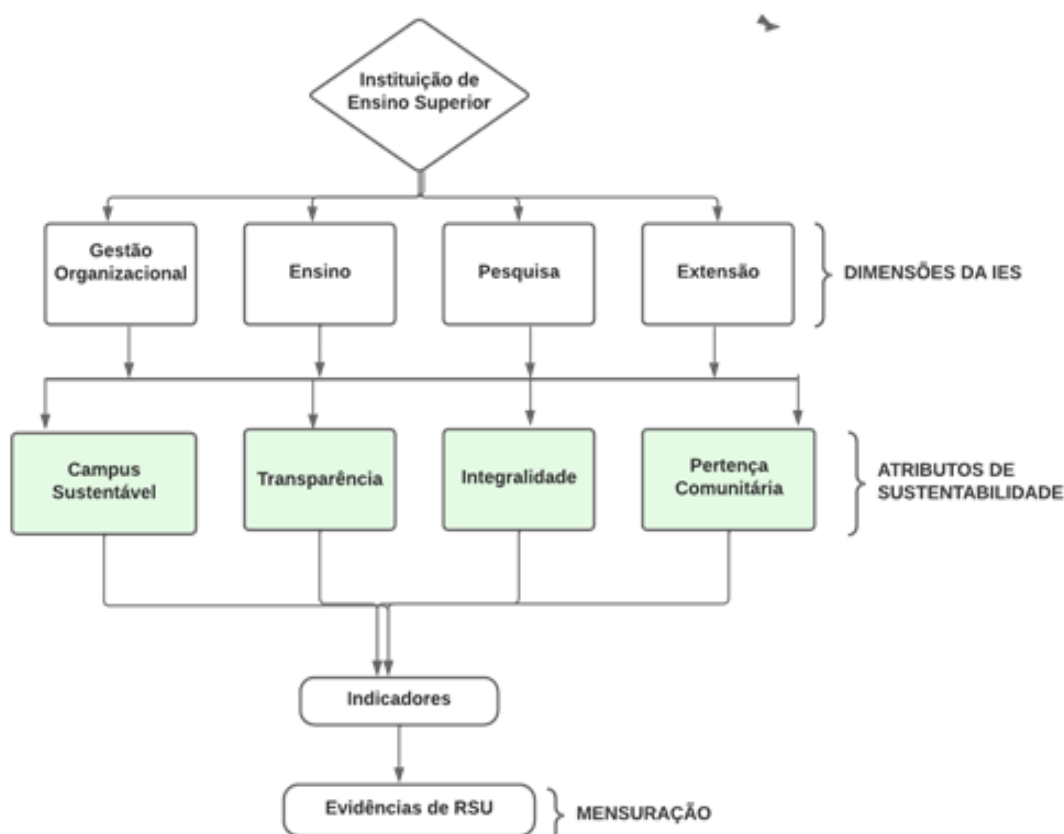 Instituição de
Ensino Superior
Gestão
Organizacional
Ensino
Pesquisa
Extensão
DIMENSÕES DA IES
Campus
Sustentável
Transparência
Integralidade
Pertença
Comunitária
ATRIBUTOS DE
SUSTENTABILIDADE
Indicadores
Evidências de RSU
MENSURAÇÃO